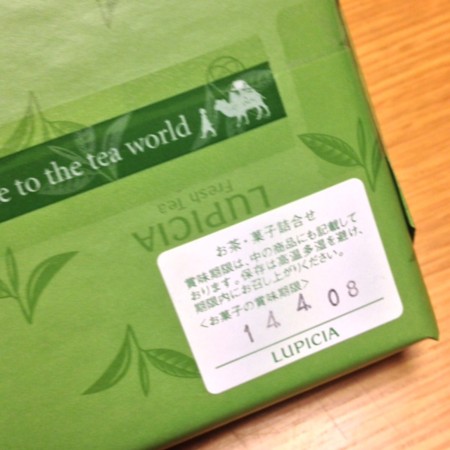 e to the tea world
LUPICIA
Fresh Tea
お茶・菓子詰合せ
賞味期限は、中の商品にも記載して
おります。保存は高温多湿を避け、
期限内にお召し上がりください。
＜お菓子の賞味期限＞
14 4 08
LUPICIA